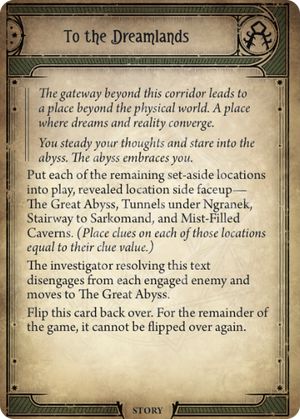 To the Dreamlands
The gateway beyond this corridor leads to
a place beyond the physical world. A place
where dreams and reality converge.
You steady your thoughts and stare into the
abyss. The abyss embraces you.
Put each of the remaining set-aside locations
into play, revealed location side faceup—
The Great Abyss, Tunnels under Ngranek,
Stairway to Sarkomand, and Mist-Filled
Caverns. (Place clues on each of those locations
equal to their clue value.)
The investigator resolving this text
disengages from each engaged enemy and
moves to The Great Abyss.
Flip this card back over. For the remainder of
the game, it cannot be flipped over again.
STORY